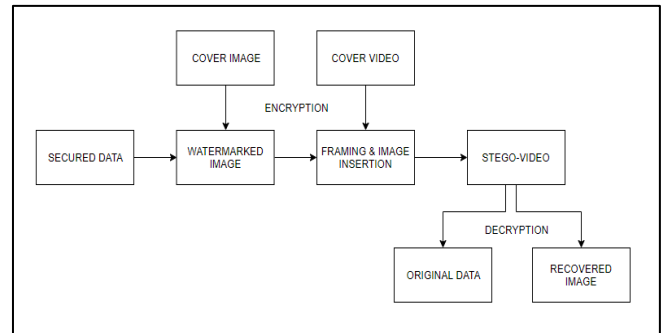 COVER IMAGE
COVER VIDEO
ENCRYPTION
SECURED DATA
WATERMARKED
IMAGE
FRAMING & IMAGE
INSERTION
STEGO-VIDEO
DECRYPTION
ORIGINAL DATA
RECOVERED
IMAGE